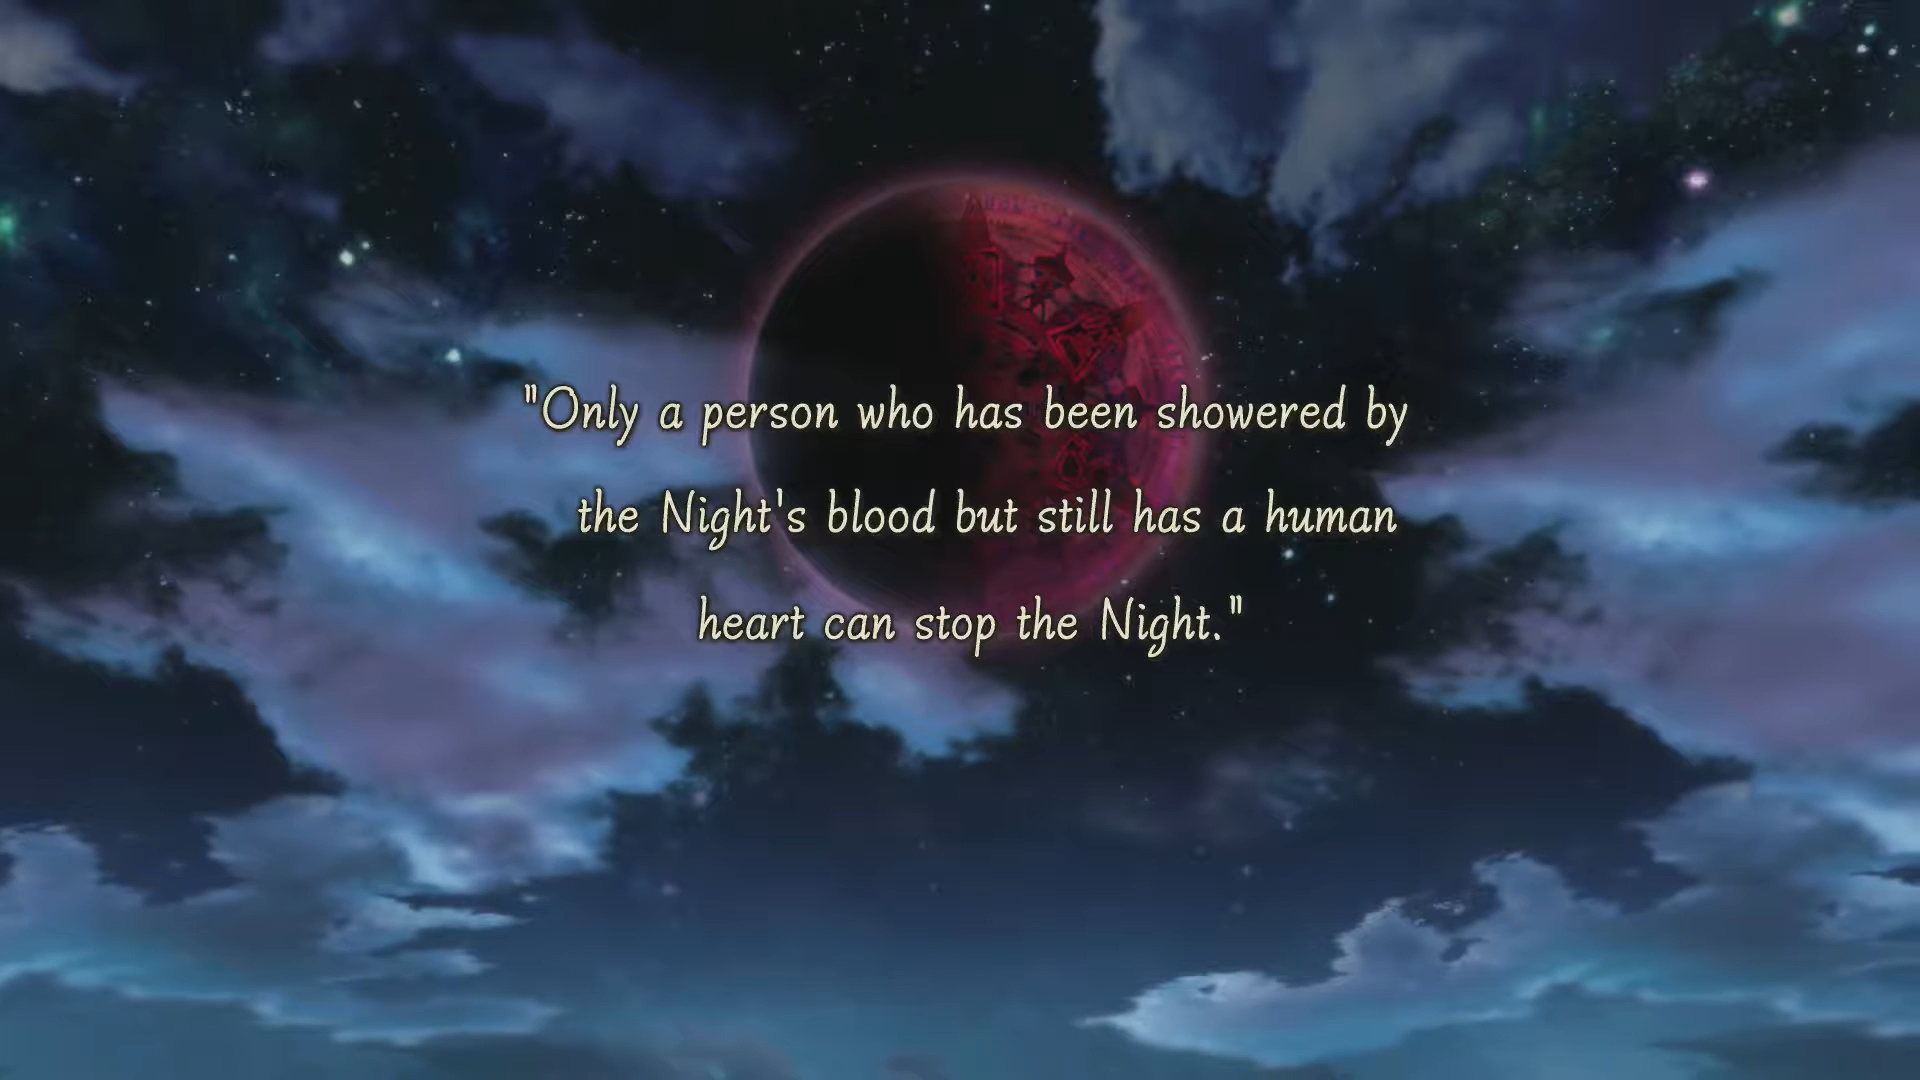 "Only a person who has been showered by
the Night's blood but still has a human
heart can stop the Night."